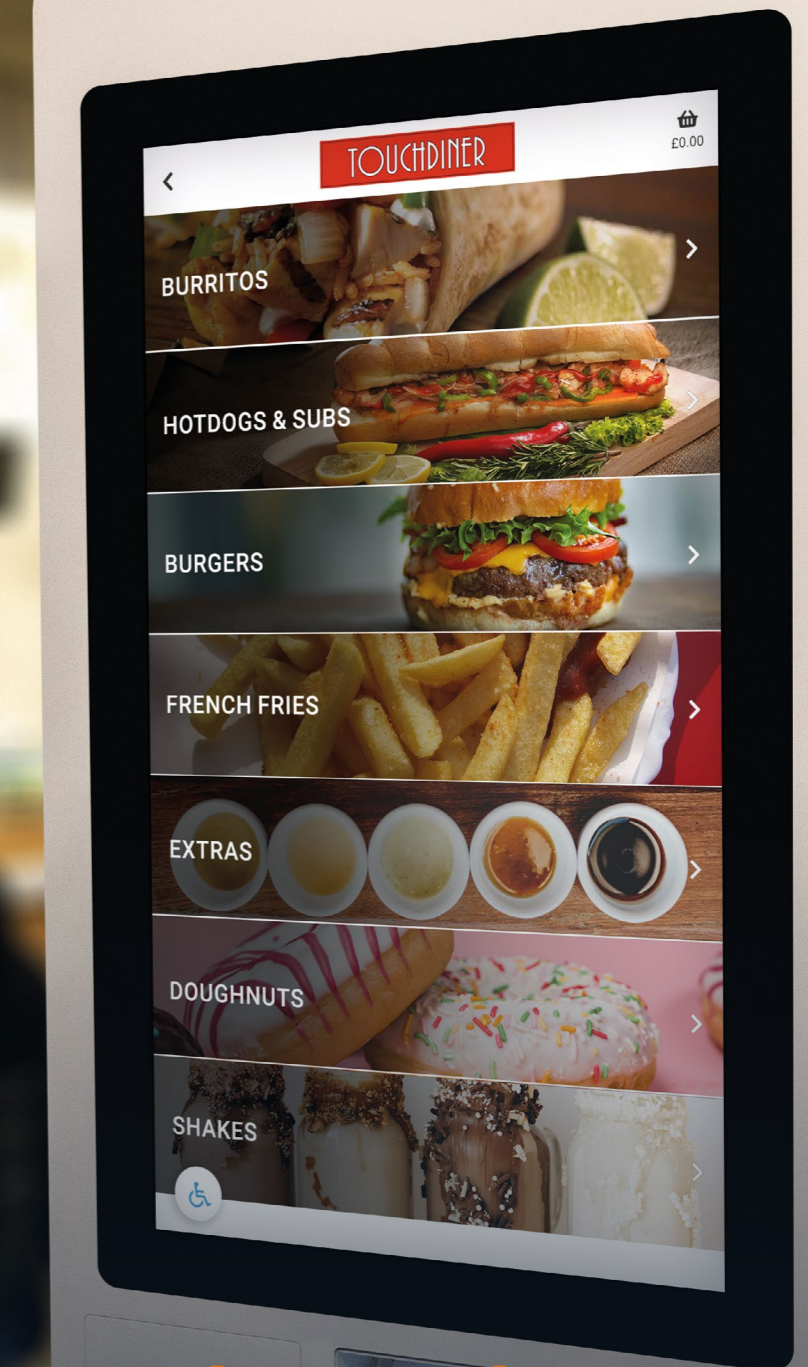 TOUCHDINER
£0.00
BURRITOS
HOTDOGS & SUBS
BURGERS
FRENCH FRIES
EXTRAS
DOUGHNUTS
SHAKES